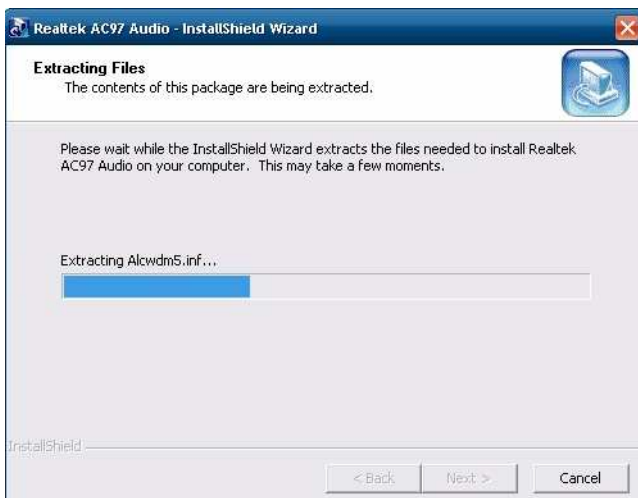 Realtek AC97 Audio - InstallShield Wizard
Extracting Files
The contents of this package are being extracted.
Please wait while the InstallShield Wizard extracts the files needed to install Realtek
AC97 Audio on your computer. This may take a few moments.
Extracting Alcwdm5.inf...
InstallShield
< Back
Next >
Cancel